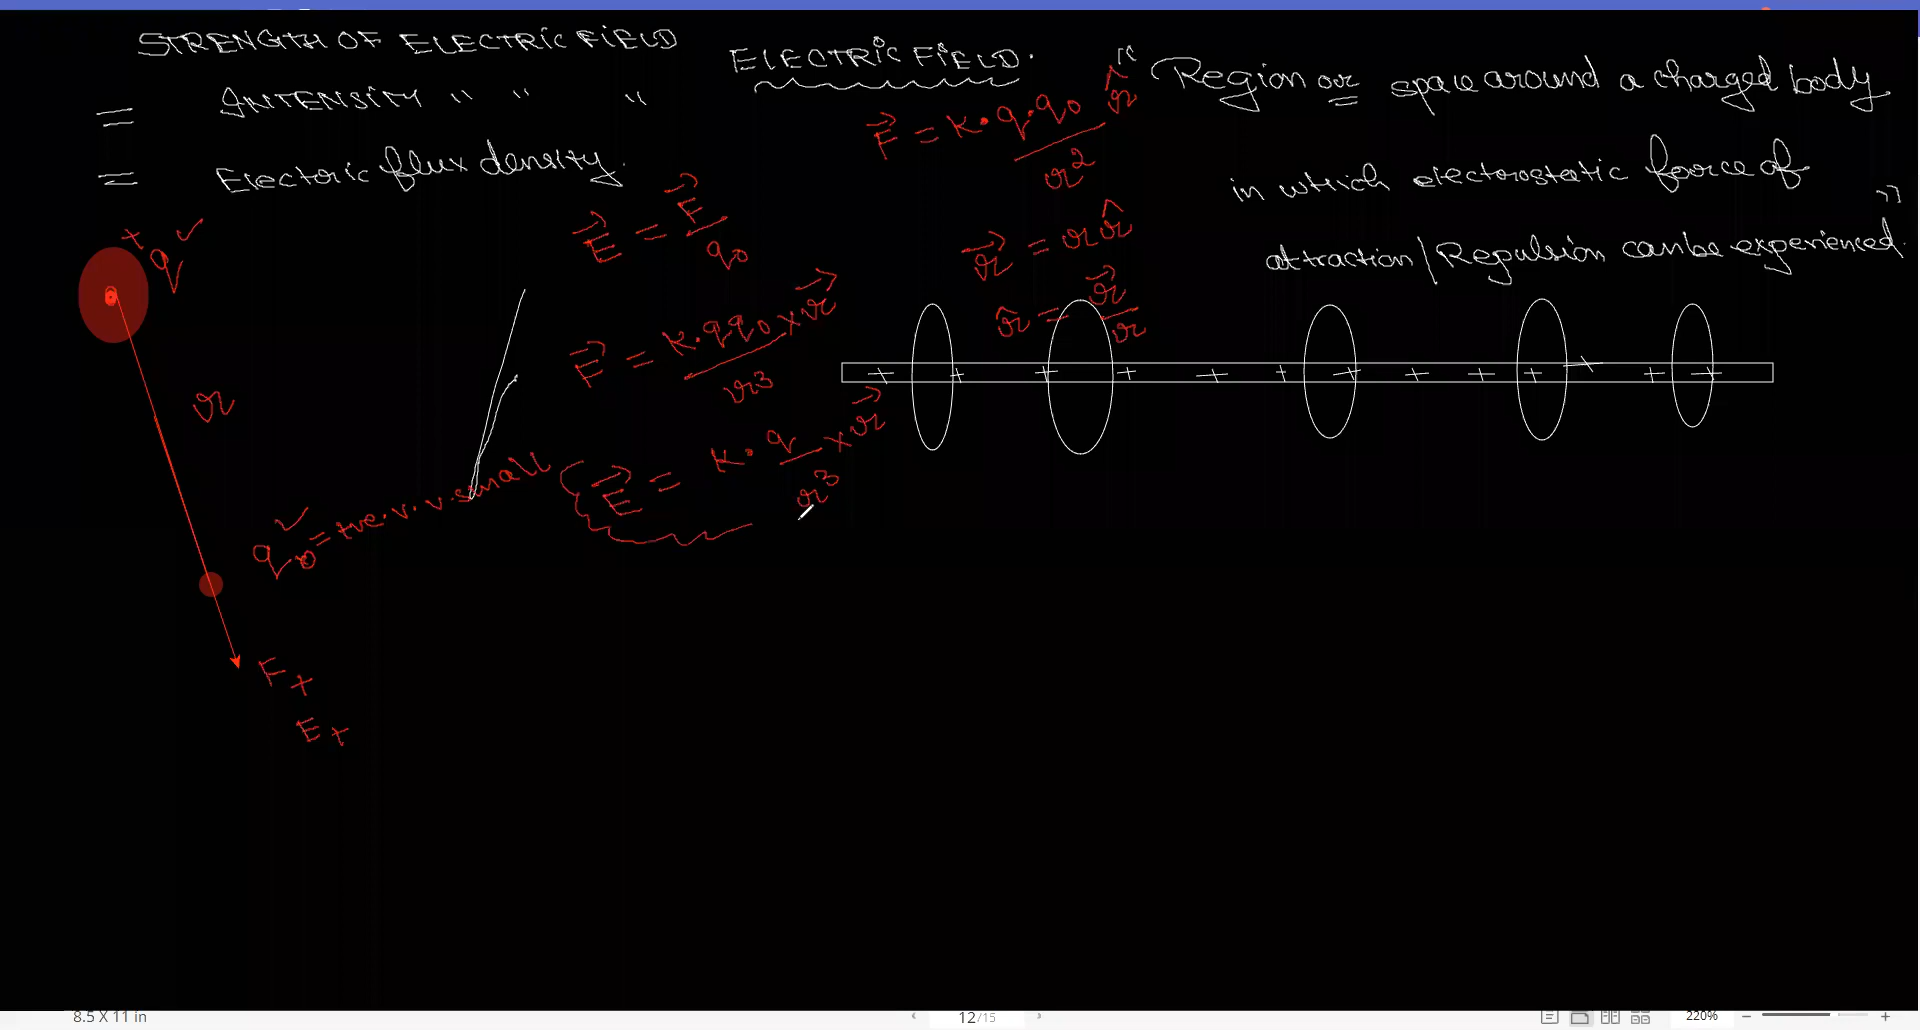 STRENGTH OF ELECTRIC FIELD
= INTENSITY " " "
= Electric flux density.
ELECTRIC FIELD.
"Region or space around a charged body
in which electrostatic force of
attraction/Repulsion can be experienced."
F⃗ = K·q·q₀/r² r̂
E⃗ = F⃗/q₀
r⃗ = r r̂
r̂ = r⃗/r
F⃗ = K·qq₀/r³ × r⃗
E⃗ = K·q/r³ × r⃗
+q ✓
r
q₀ ✓ = +ve. v. v. small
F
E
+ + + + + + + + + + + + +
8.5 X 11 in
12/15
220%